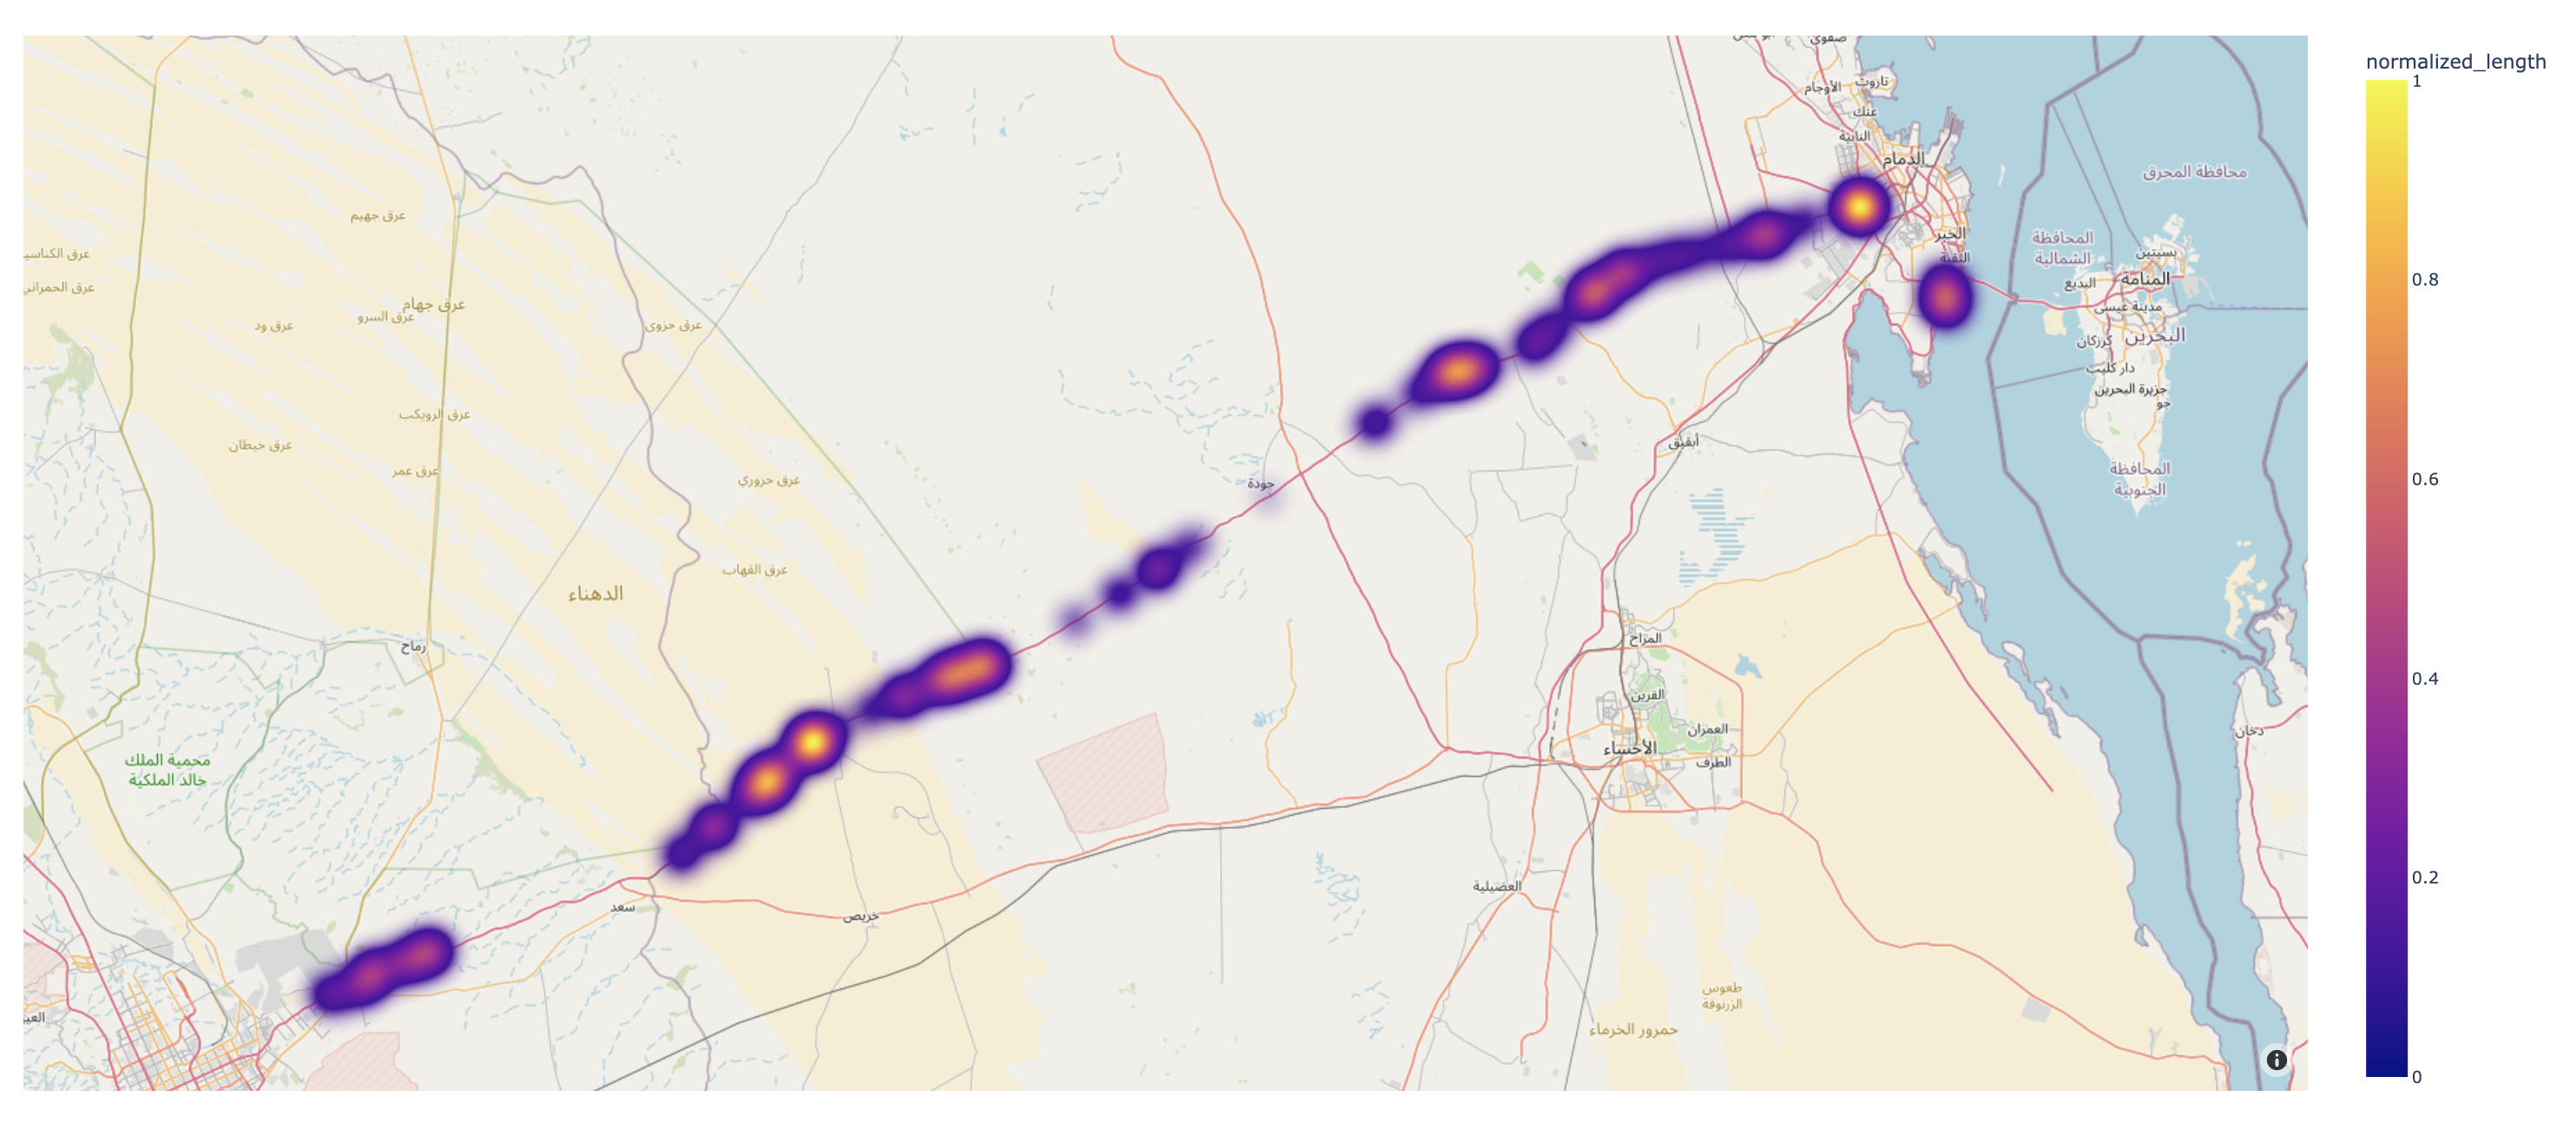 normalized_length
1
0.8
0.6
0.4
0.2
0
صفوى
تاروت
الأوجام
عنك
النابية
الدمام
محافظة المحرق
عرق جهيم
الخبر
الثقبة
المحافظة
الشمالية
بسيتين
المنامة
البديع
مدينة عيسى
البحرين
كرزكان
دار كليب
جزيرة البحرين
جو
المحافظة
الجنوبية
عرق الحمراني
عرق جهام
عرق السرو
عرق ود
عرق حزوى
عرق الرويكب
عرق خيطان
عرق عمر
عرق حروري
جودة
أبقيق
عرق القهاب
الدهناء
رماح
المراح
القرين
العمران
الأحساء
الطرف
دخان
محمية الملك
خالد الملكية
العضيلية
سعد
خريص
طعوس
الزرنوقة
حمرور الخرماء